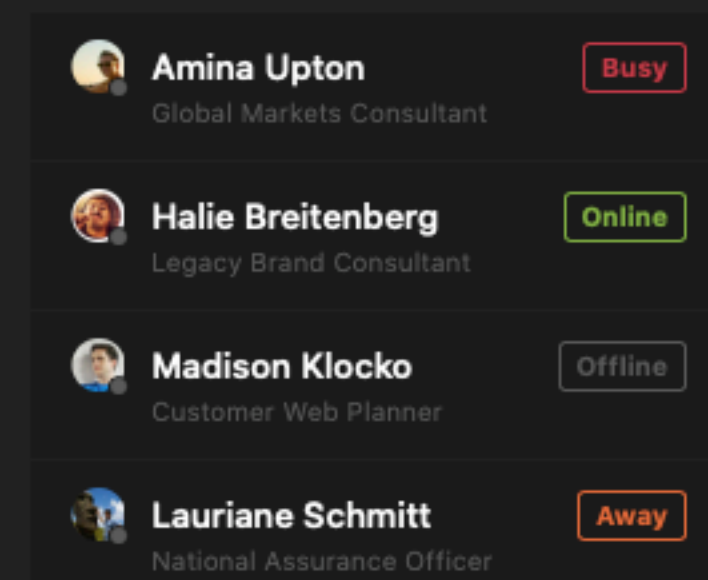 Amina Upton
Busy
Global Markets Consultant
Halie Breitenberg
Online
Legacy Brand Consultant
Madison Klocko
Offline
Customer Web Planner
Lauriane Schmitt
Away
National Assurance Officer